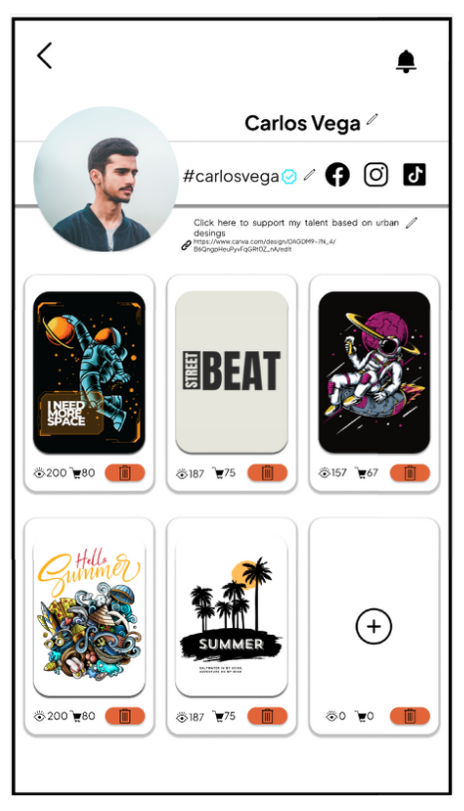 Carlos Vega
#carlosvega
Click here to support my talent based on urban
desings
https://www.canva.com/design/DAGDM9-7N_4/
B6QngpHeuPyvFqGRtOZ_nA/edit
I NEED
MORE
SPACE
STREET
BEAT
200 80
187 75
157 67
Hello
Summer
SUMMER
200 80
187 75
0 0